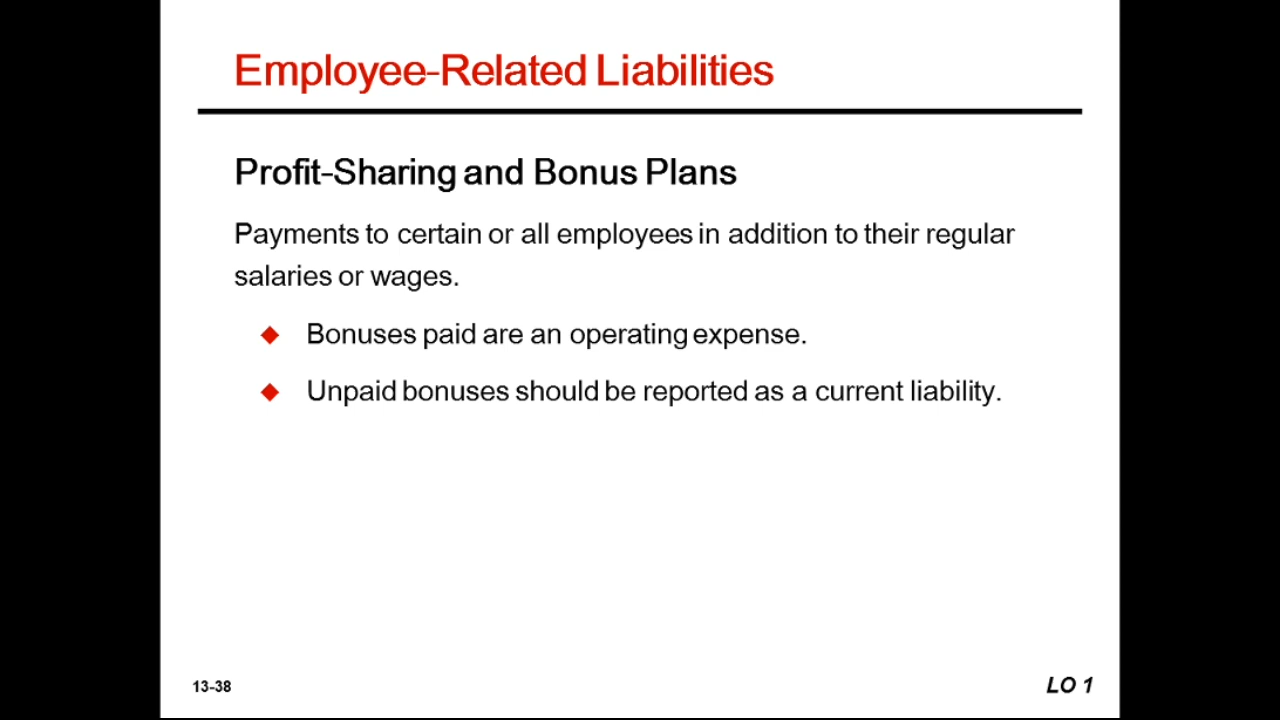 Employee-Related Liabilities
Profit-Sharing and Bonus Plans
Payments to certain or all employees in addition to their regular
salaries or wages.
Bonuses paid are an operating expense.
Unpaid bonuses should be reported as a current liability.
13-38
LO 1